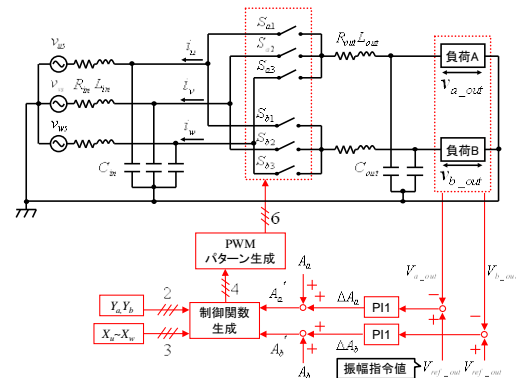 v_us
R_in L_in
v_ws
i_u
i_v
i_w
C_in
S_a1
S_a2
S_a3
S_b1
S_b2
S_b3
R_out L_out
C_out
負荷A
v_a_out
負荷B
v_b_out
6
PWM
パターン生成
4
V_a_out
V_b_out
Y_a,Y_b
2
X_u~X_w
3
制御関数
生成
A_a'
A_a
+
+
ΔA_a
PI1
−
+
A_b'
+
+
A_b
ΔA_b
PI1
−
+
振幅指令値
V_ref_out
V_ref_out